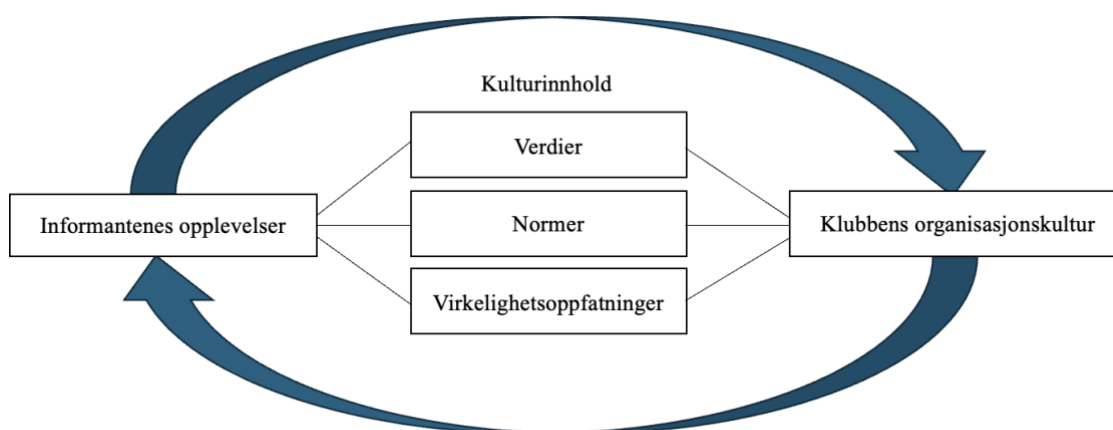 Kulturinnhold
Verdier
Informantenes opplevelser
Normer
Klubbens organisasjonskultur
Virkelighetsoppfatninger